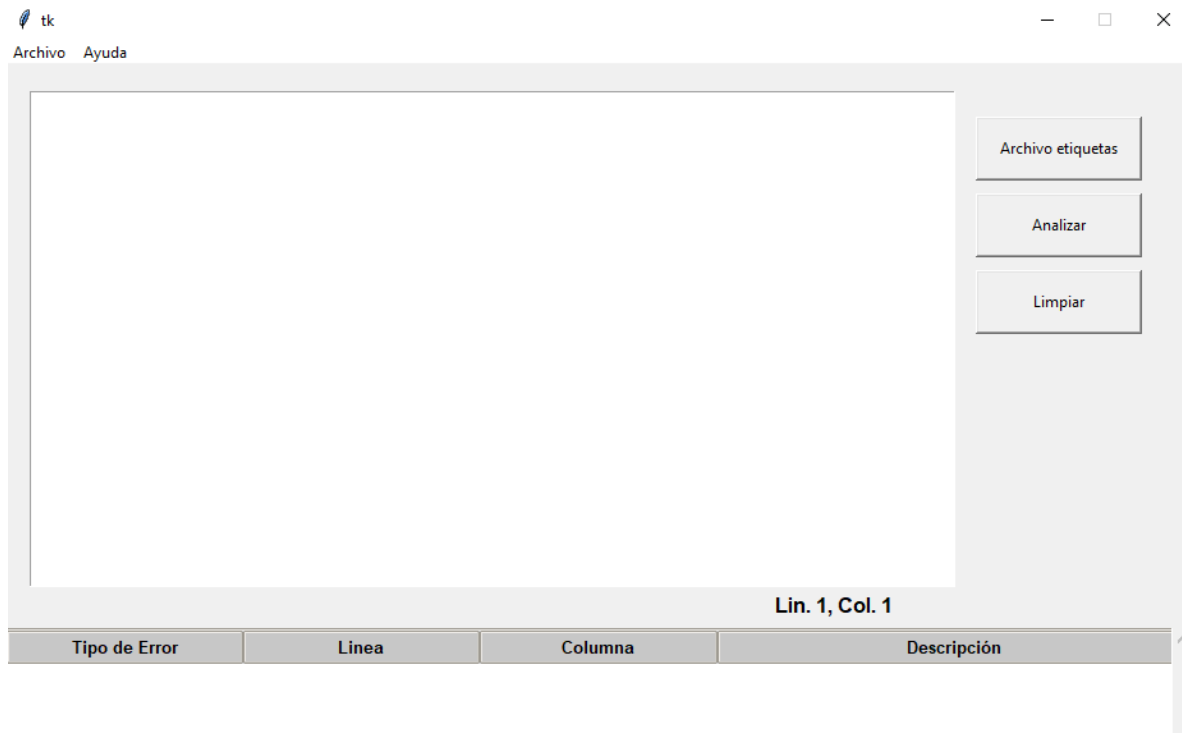 tk
Archivo Ayuda
Archivo etiquetas
Analizar
Limpiar
Lin. 1, Col. 1
Tipo de Error Linea Columna Descripción